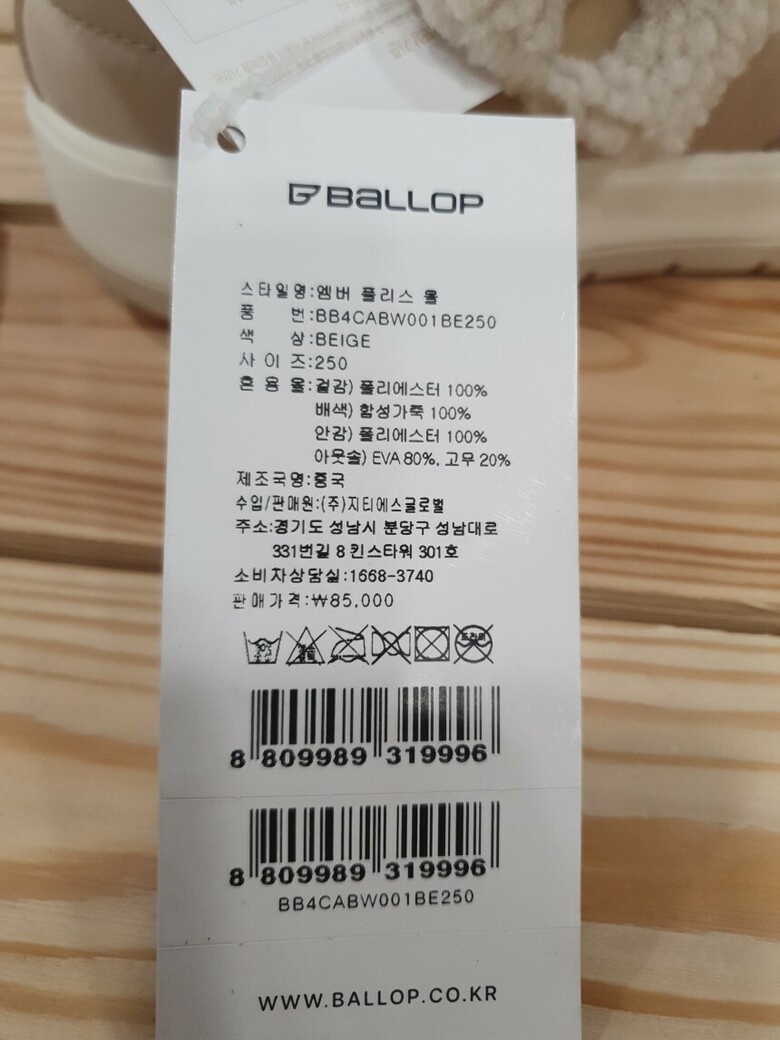 BALLOP
스타일명:엠버 플리스 울
품 번:BB4CABW001BE250
색 상:BEIGE
사 이 즈:250
혼 용 율:겉감) 폴리에스터 100%
배색) 합성가죽 100%
안감) 폴리에스터 100%
아웃솔) EVA 80%, 고무 20%
제조국명:중국
수입/판매원:(주)지티에스글로벌
주소:경기도 성남시 분당구 성남대로
331번길 8 킨스타워 301호
소비자상담실:1668-3740
판매가격:₩85,000
8 809989 319996
8 809989 319996
BB4CABW001BE250
WWW.BALLOP.CO.KR